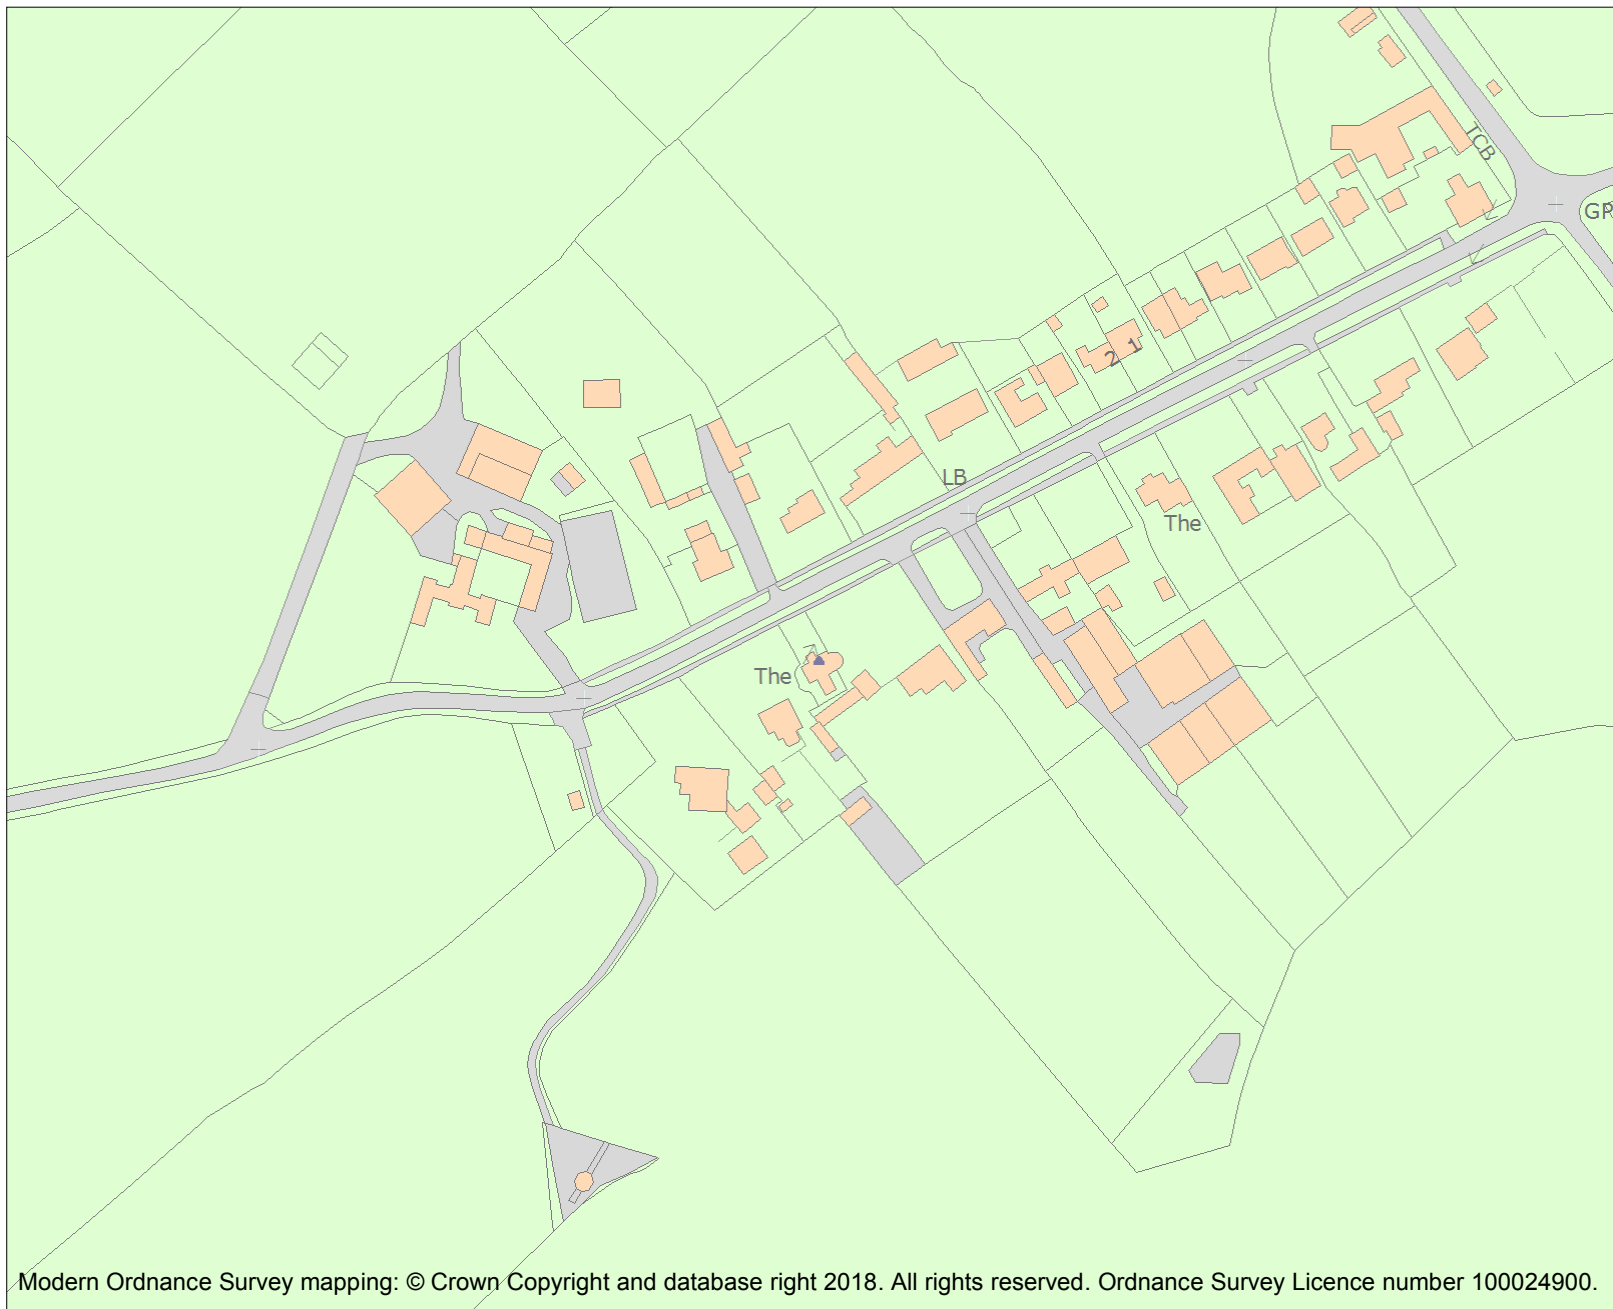 TCB
GP
2 1
LB
The
The
Modern Ordnance Survey mapping: © Crown Copyright and database right 2018. All rights reserved. Ordnance Survey Licence number 100024900.